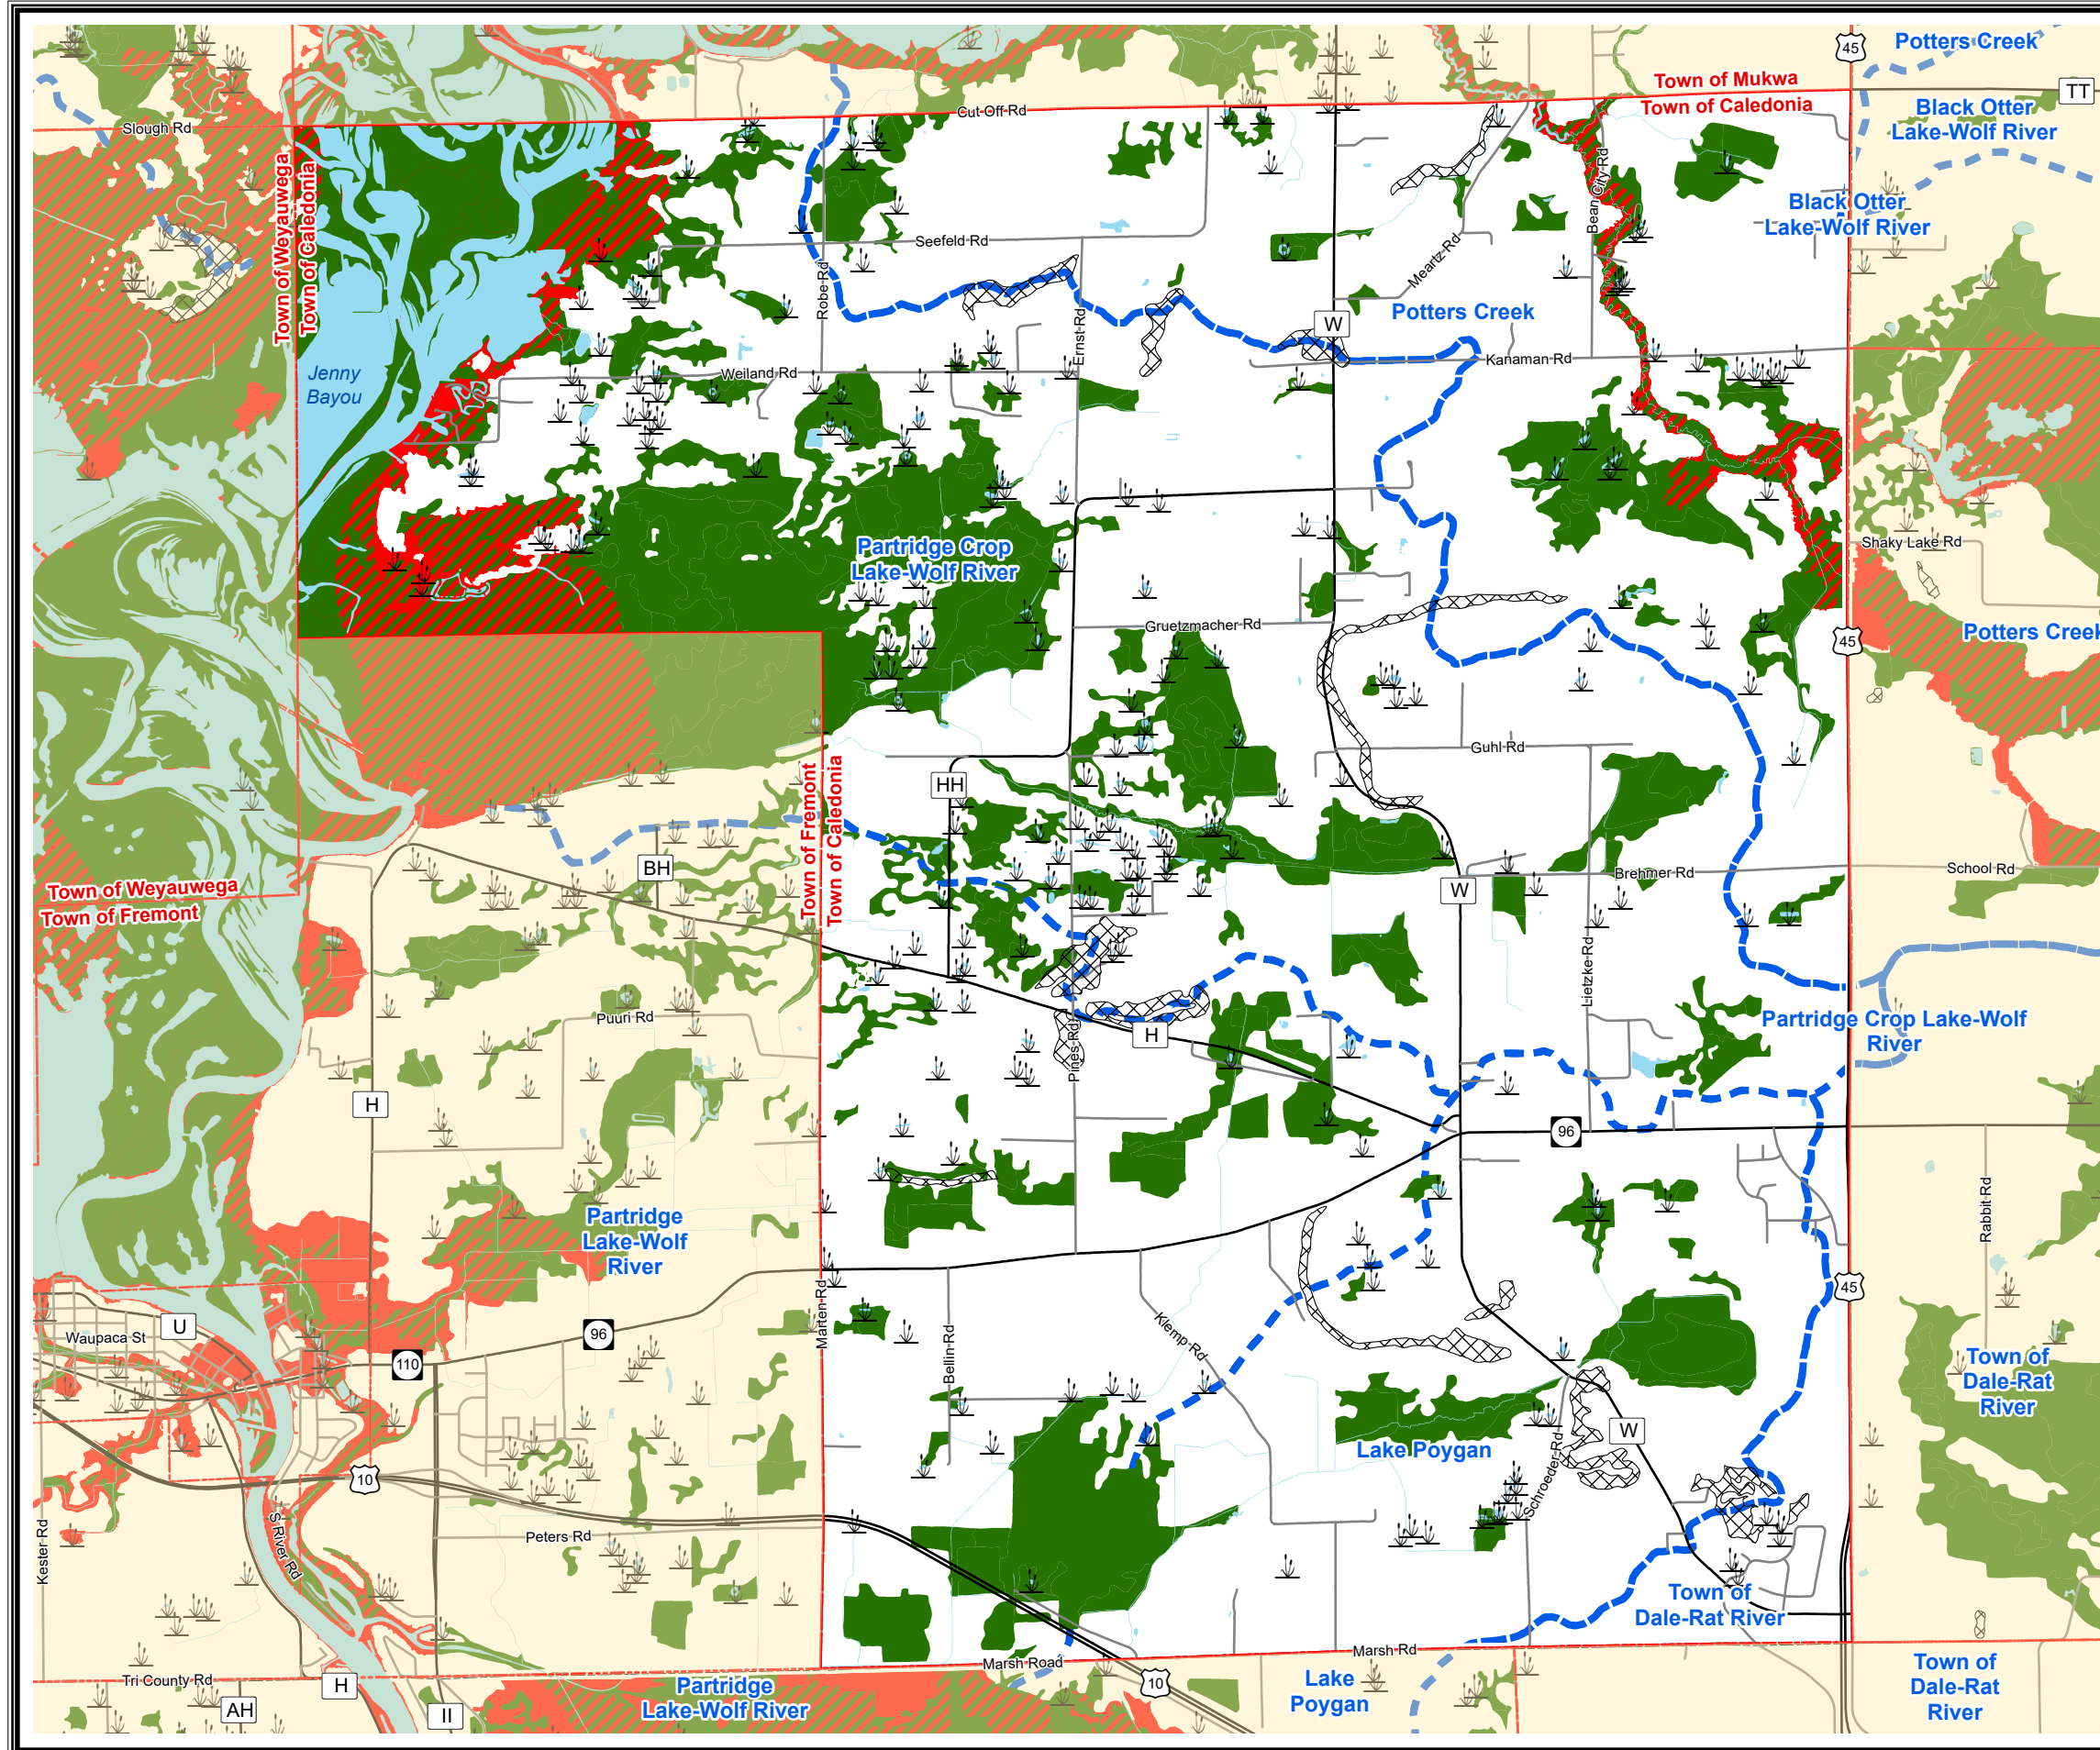 45
Potters Creek
Town of Mukwa
TT
Cut Off Rd
Town of Caledonia
Black Otter
Lake-Wolf River
Slough Rd
Town of Weyauwega
Town of Caledonia
Bean City Rd
Black Otter
Lake-Wolf River
Seefeld Rd
Meartz Rd
Robe Rd
Potters Creek
Ernst Rd
W
Kanaman Rd
Jenny
Bayou
Weiland Rd
Partridge Crop
Lake-Wolf River
Shaky Lake Rd
Gruetzmacher Rd
Potters Creek
45
Guhl Rd
HH
Town of Fremont
Town of Caledonia
BH
Brehmer Rd
School Rd
Town of Weyauwega
Town of Fremont
W
Lietzke Rd
Puuri Rd
Partridge Crop Lake-Wolf
River
H
Pines Rd
H
96
Partridge
Lake-Wolf
River
Rabbit Rd
45
U
Waupaca St
96
Marten Rd
110
Bellin Rd
Klemp Rd
Town of
Dale-Rat
River
W
Lake Poygan
Schroeder Rd
10
S River Rd
Peters Rd
Kester Rd
Town of
Dale-Rat River
Marsh Rd
Marsh Road
Tri County Rd
H
10
Partridge
Lake-Wolf River
Lake
Poygan
Town of
Dale-Rat
River
AH
II